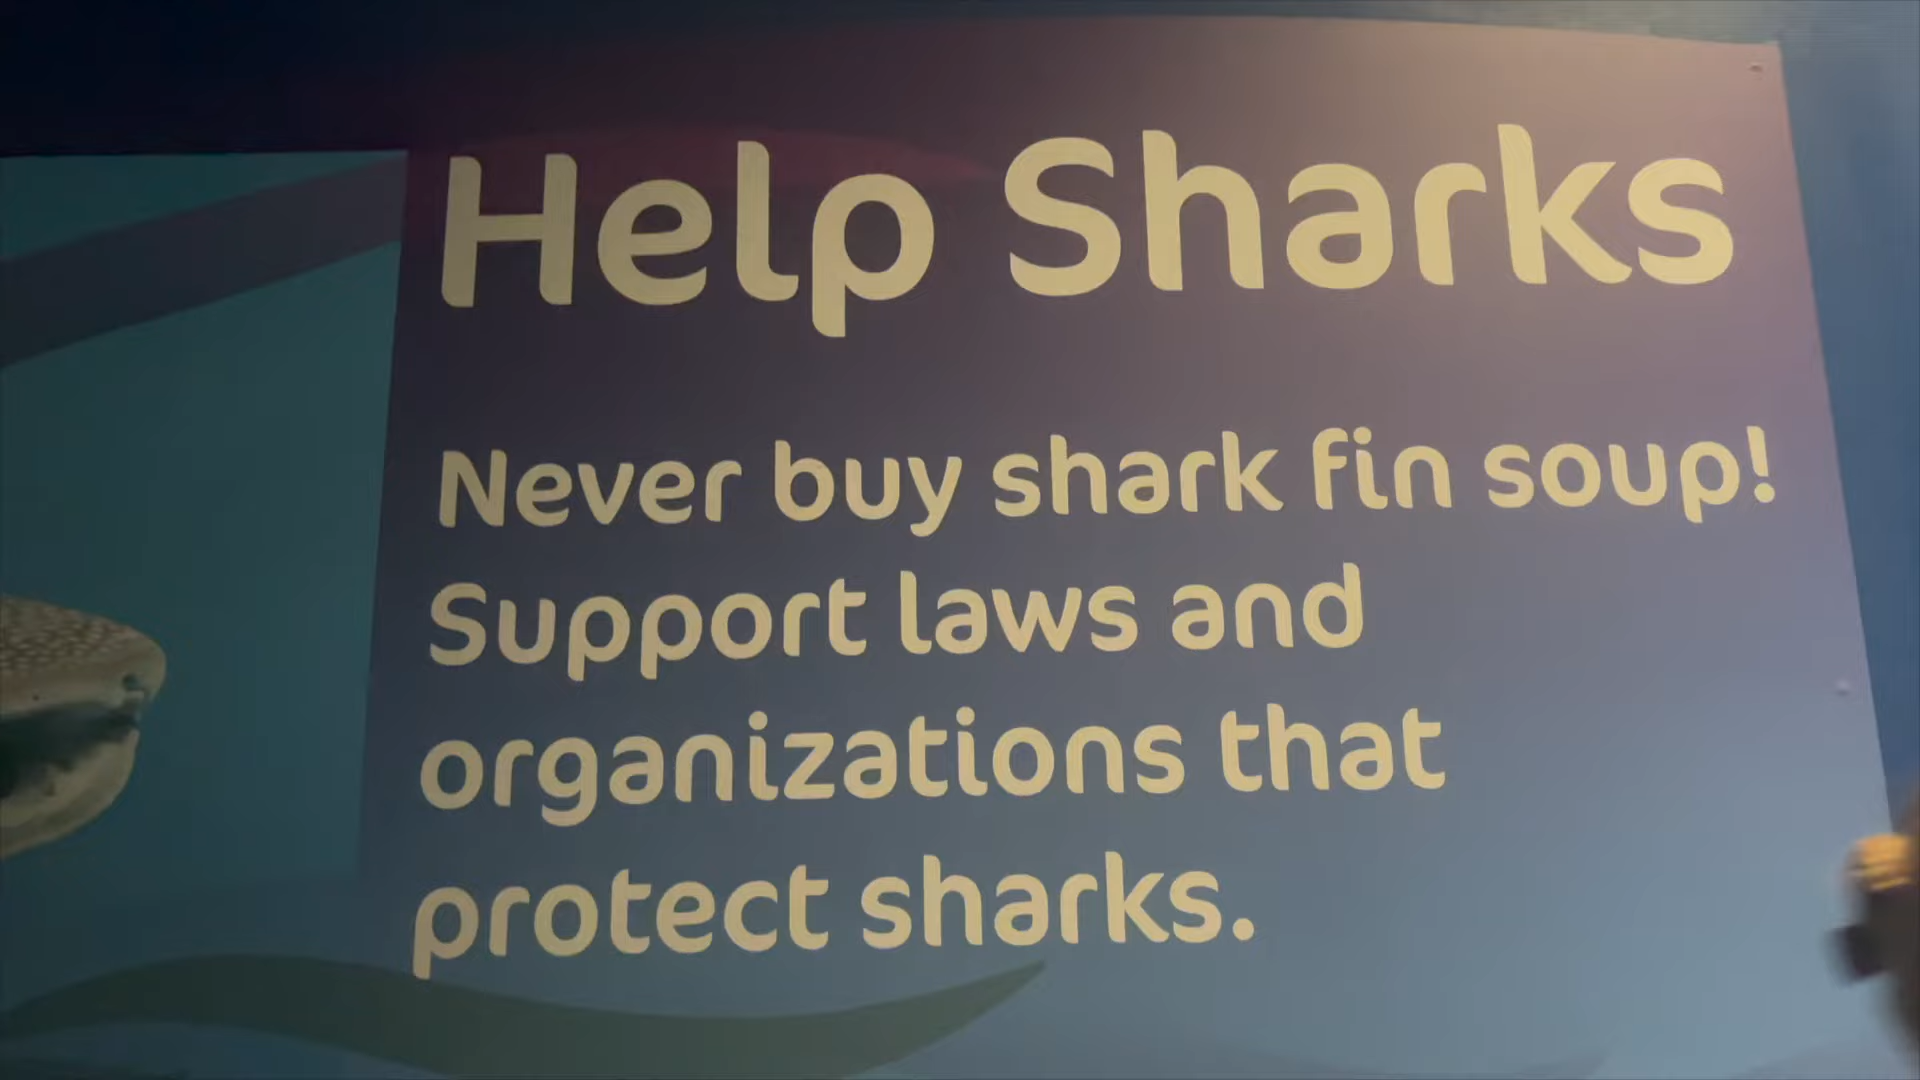 Help Sharks
Never buy shark fin soup!
Support laws and
organizations that
protect sharks.